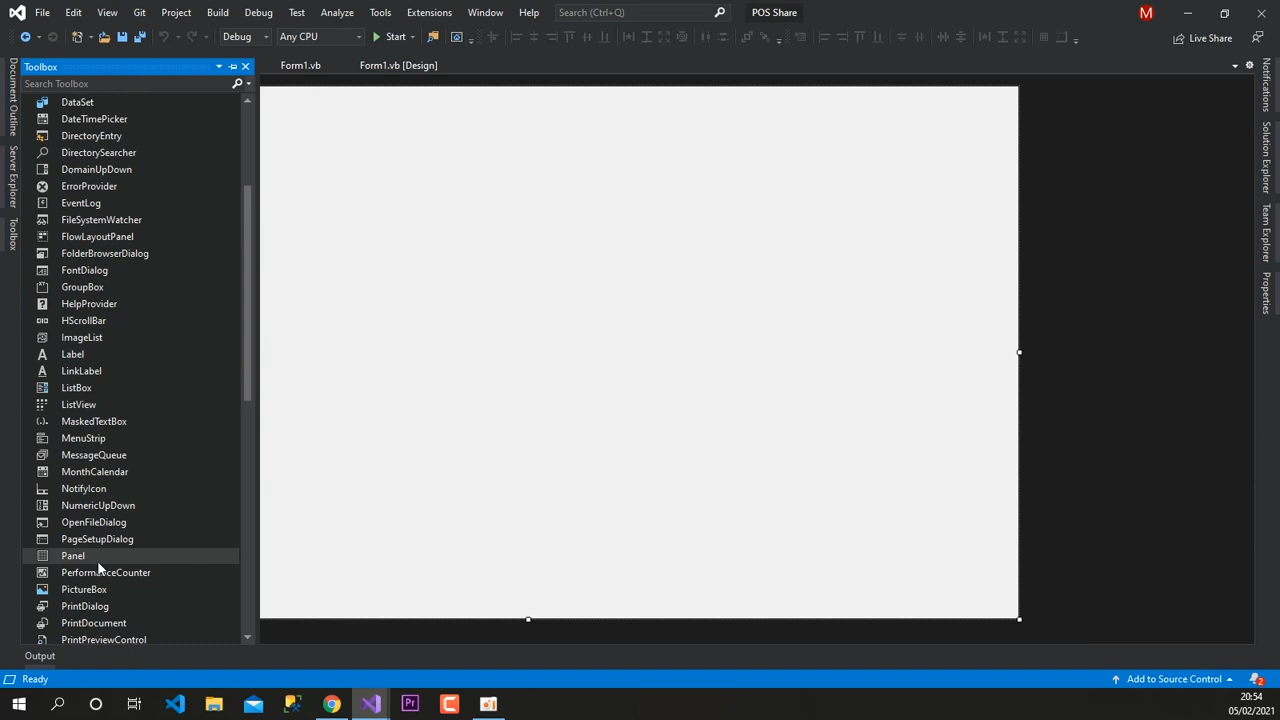 File Edit View Git Project Build Debug Test Analyze Tools Extensions Window Help Search (Ctrl+Q) POS Share M
Debug Any CPU Start Live Share
Toolbox Form1.vb Form1.vb [Design]
Search Toolbox
DataSet
DateTimePicker
DirectoryEntry
DirectorySearcher
DomainUpDown
ErrorProvider
EventLog
FileSystemWatcher
FlowLayoutPanel
FolderBrowserDialog
FontDialog
GroupBox
HelpProvider
HScrollBar
ImageList
Label
LinkLabel
ListBox
ListView
MaskedTextBox
MenuStrip
MessageQueue
MonthCalendar
NotifyIcon
NumericUpDown
OpenFileDialog
PageSetupDialog
Panel
PerformanceCounter
PictureBox
PrintDialog
PrintDocument
PrintPreviewControl
Document Outline
Server Explorer
Toolbox
Notifications
Solution Explorer
Team Explorer
Properties
Output
Ready Add to Source Control 2
Pr
20:54
05/02/2021